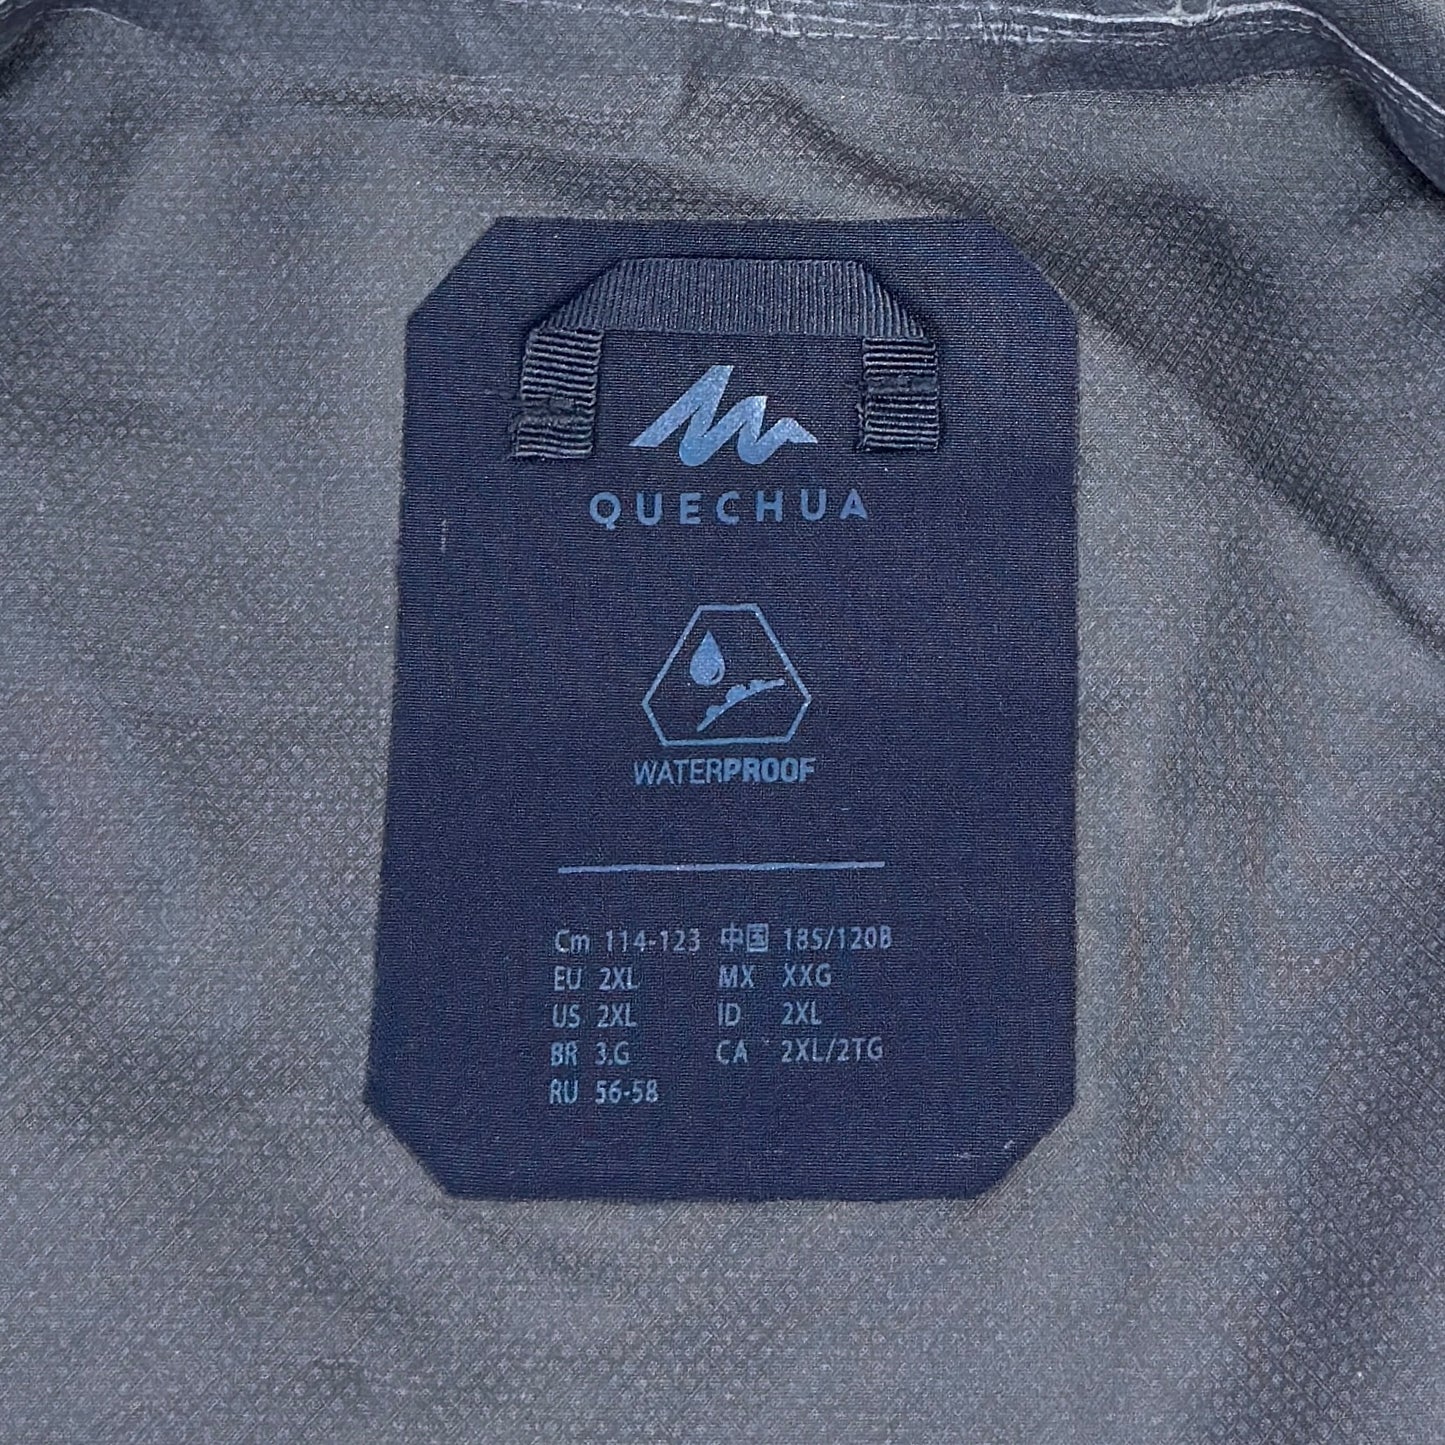 QUECHUA
WATERPROOF
Cm 114-123 中国 185/120B
EU 2XL MX XXG
US 2XL ID 2XL
BR 3.G CA 2XL/2TG
RU 56-58